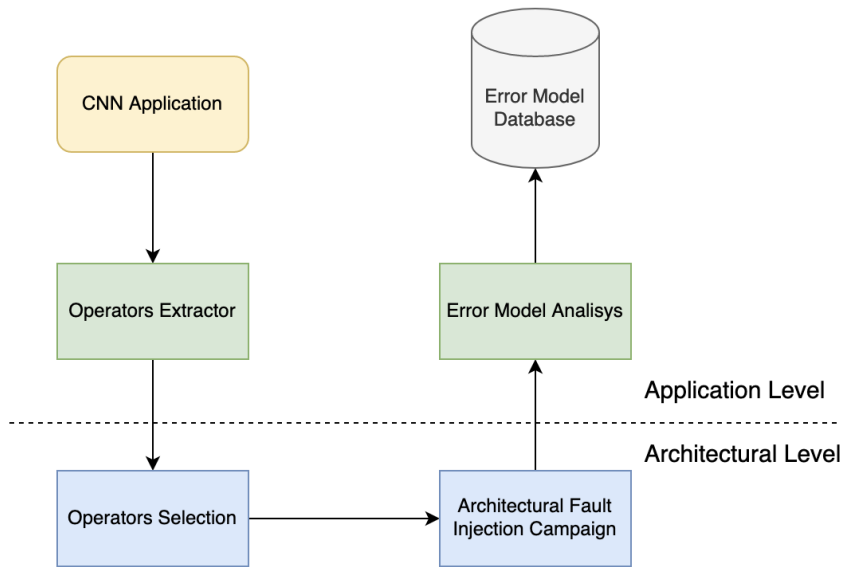 CNN Application
Error Model
Database
Operators Extractor
Error Model Analisys
Application Level
Architectural Level
Operators Selection
Architectural Fault
Injection Campaign